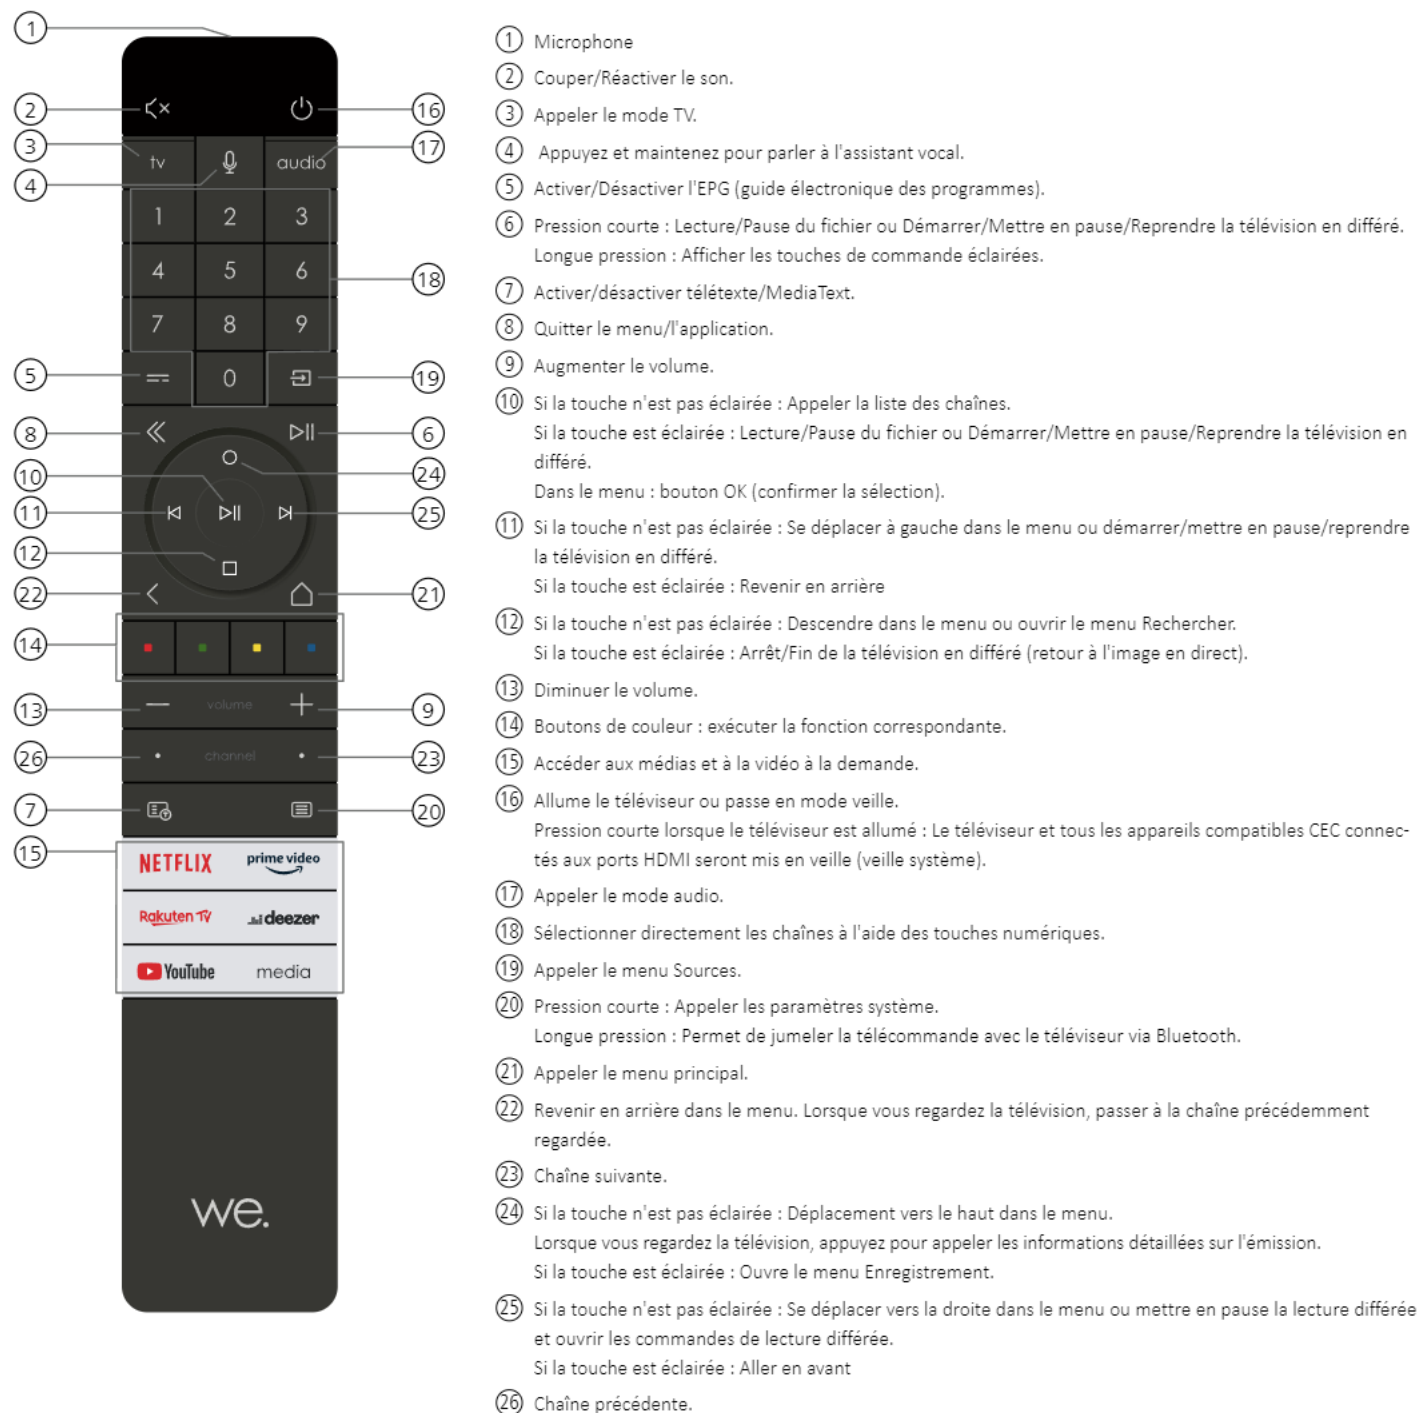 1
2
3
4
16
17
tv
audio
1 2 3
4 5 6
7 8 9
0
18
5
19
8
6
10
24
11
25
12
22
21
14
13
volume
9
26
channel
23
7
20
15
NETFLIX
prime video
Rakuten TV
deezer
YouTube
media
we.
1 Microphone
2 Couper/Réactiver le son.
3 Appeler le mode TV.
4 Appuyez et maintenez pour parler à l'assistant vocal.
5 Activer/Désactiver l'EPG (guide électronique des programmes).
6 Pression courte : Lecture/Pause du fichier ou Démarrer/Mettre en pause/Reprendre la télévision en différé.
Longue pression : Afficher les touches de commande éclairées.
7 Activer/désactiver télétexte/MediaText.
8 Quitter le menu/l'application.
9 Augmenter le volume.
10 Si la touche n'est pas éclairée : Appeler la liste des chaînes.
Si la touche est éclairée : Lecture/Pause du fichier ou Démarrer/Mettre en pause/Reprendre la télévision en
différé.
Dans le menu : bouton OK (confirmer la sélection).
11 Si la touche n'est pas éclairée : Se déplacer à gauche dans le menu ou démarrer/mettre en pause/reprendre
la télévision en différé.
Si la touche est éclairée : Revenir en arrière
12 Si la touche n'est pas éclairée : Descendre dans le menu ou ouvrir le menu Rechercher.
Si la touche est éclairée : Arrêt/Fin de la télévision en différé (retour à l'image en direct).
13 Diminuer le volume.
14 Boutons de couleur : exécuter la fonction correspondante.
15 Accéder aux médias et à la vidéo à la demande.
16 Allume le téléviseur ou passe en mode veille.
Pression courte lorsque le téléviseur est allumé : Le téléviseur et tous les appareils compatibles CEC connec-
tés aux ports HDMI seront mis en veille (veille système).
17 Appeler le mode audio.
18 Sélectionner directement les chaînes à l'aide des touches numériques.
19 Appeler le menu Sources.
20 Pression courte : Appeler les paramètres système.
Longue pression : Permet de jumeler la télécommande avec le téléviseur via Bluetooth.
21 Appeler le menu principal.
22 Revenir en arrière dans le menu. Lorsque vous regardez la télévision, passer à la chaîne précédemment
regardée.
23 Chaîne suivante.
24 Si la touche n'est pas éclairée : Déplacement vers le haut dans le menu.
Lorsque vous regardez la télévision, appuyez pour appeler les informations détaillées sur l'émission.
Si la touche est éclairée : Ouvre le menu Enregistrement.
25 Si la touche n'est pas éclairée : Se déplacer vers la droite dans le menu ou mettre en pause la lecture différée
et ouvrir les commandes de lecture différée.
Si la touche est éclairée : Aller en avant
26 Chaîne précédente.